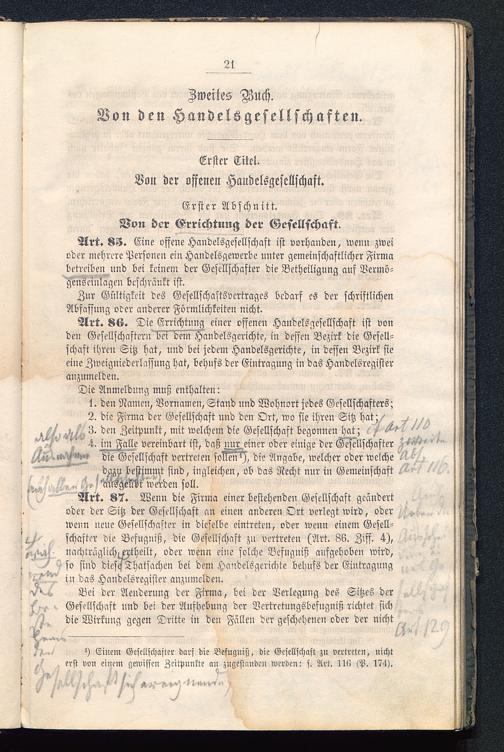 21
Zweites Buch.
Von den Handelsgesellschaften.
Erster Titel.
Von der offenen Handelsgesellschaft.
Erster Abschnitt.
Von der Errichtung der Gesellschaft.
Art. 85. Eine offene Handelsgesellschaft ist vorhanden, wenn zwei
oder mehrere Personen ein Handelsgewerbe unter gemeinschaftlicher Firma
betreiben und bei keinem der Gesellschafter die Betheiligung auf Vermö-
genseinlagen beschränkt ist.
Zur Gültigkeit des Gesellschaftsvertrages bedarf es der schriftlichen
Abfassung oder anderer Förmlichkeiten nicht.
Art. 86. Die Errichtung einer offenen Handelsgesellschaft ist von
den Gesellschaftern bei dem Handelsgerichte, in dessen Bezirk die Gesell-
schaft ihren Sitz hat, und bei jedem Handelsgerichte, in dessen Bezirk sie
eine Zweigniederlassung hat, behufs der Eintragung in das Handelsregister
anzumelden.
Die Anmeldung muß enthalten:
1. den Namen, Vornamen, Stand und Wohnort jedes Gesellschafters;
2. die Firma der Gesellschaft und den Ort, wo sie ihren Sitz hat;
3. den Zeitpunkt, mit welchem die Gesellschaft begonnen hat;
4. im Falle vereinbart ist, daß nur einer oder einige der Gesellschafter
die Gesellschaft vertreten sollen¹), die Angabe, welcher oder welche
dazu bestimmt sind, ingleichen, ob das Recht nur in Gemeinschaft
ausgeübt werden soll.
Art. 87. Wenn die Firma einer bestehenden Gesellschaft geändert
oder der Sitz der Gesellschaft an einen anderen Ort verlegt wird, oder
wenn neue Gesellschafter in dieselbe eintreten, oder wenn einem Gesell-
schafter die Befugniß, die Gesellschaft zu vertreten (Art. 86. Ziff. 4),
nachträglich ertheilt, oder wenn eine solche Befugniß aufgehoben wird,
so sind diese Thatsachen bei dem Handelsgerichte behufs der Eintragung
in das Handelsregister anzumelden.
Bei der Aenderung der Firma, bei der Verlegung des Sitzes der
Gesellschaft und bei der Aufhebung der Vertretungsbefugniß richtet sich
die Wirkung gegen Dritte in den Fällen der geschehenen oder der nicht
¹) Einem Gesellschafter darf die Befugniß, die Gesellschaft zu vertreten, nicht
erst von einem gewissen Zeitpunkte an zugestanden werden: s. Art. 116 (P. 174).
also als
Ausnahme
cf art 110
art 116.
Art 129